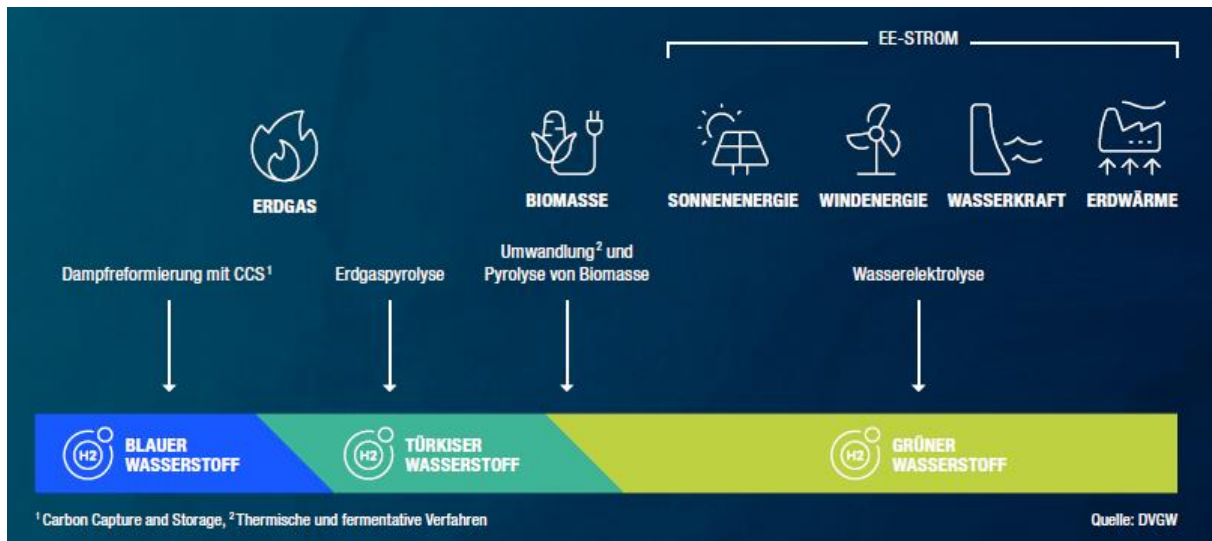 EE-STROM
ERDGAS
BIOMASSE
SONNENENERGIE
WINDENERGIE
WASSERKRAFT
ERDWÄRME
Dampfreformierung mit CCS¹
Erdgaspyrolyse
Umwandlung² und
Pyrolyse von Biomasse
Wasserelektrolyse
H2
BLAUER
WASSERSTOFF
H2
TÜRKISER
WASSERSTOFF
H2
GRÜNER
WASSERSTOFF
¹ Carbon Capture and Storage, ² Thermische und fermentative Verfahren
Quelle: DVGW